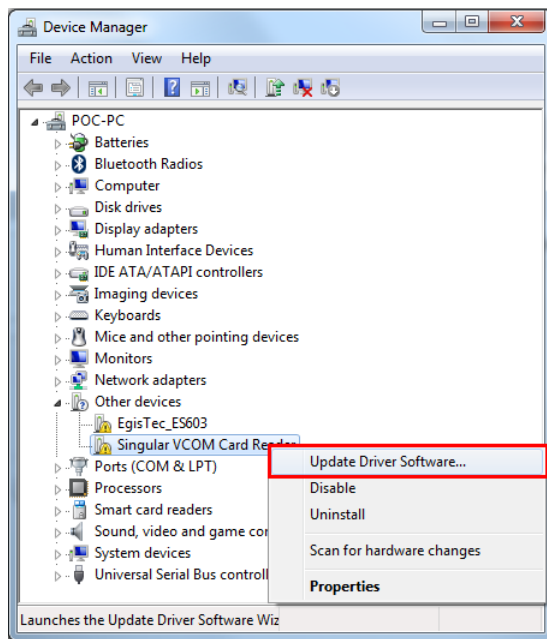 Device Manager
File Action View Help
POC-PC
Batteries
Bluetooth Radios
Computer
Disk drives
Display adapters
Human Interface Devices
IDE ATA/ATAPI controllers
Imaging devices
Keyboards
Mice and other pointing devices
Monitors
Network adapters
Other devices
EgisTec_ES603
Singular VCOM Card Reader
Update Driver Software...
Ports (COM & LPT)
Disable
Processors
Smart card readers
Uninstall
Sound, video and game con
Scan for hardware changes
System devices
Universal Serial Bus controll
Properties
Launches the Update Driver Software Wiz